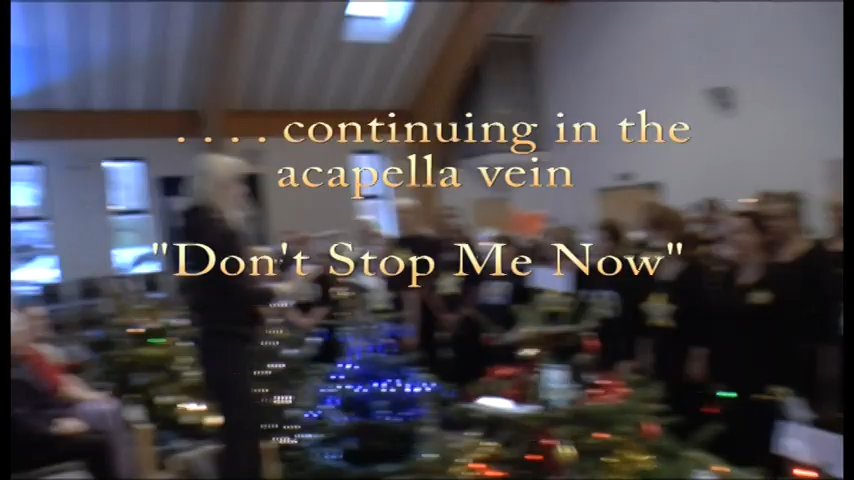 . . . . continuing in the
acapella vein
"Don't Stop Me Now"